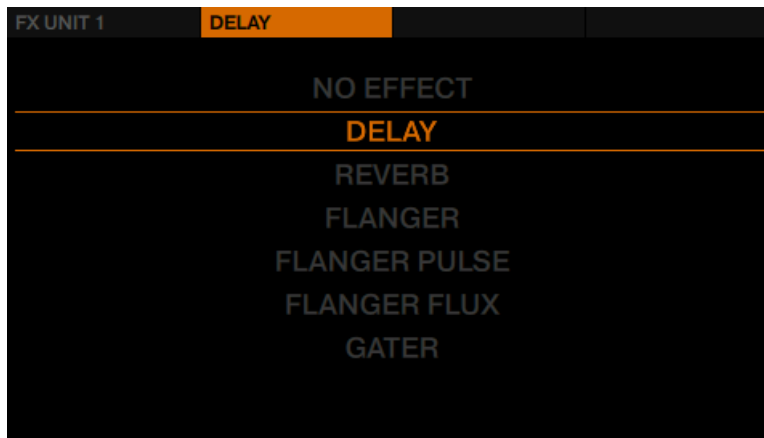 FX UNIT 1 DELAY
NO EFFECT
DELAY
REVERB
FLANGER
FLANGER PULSE
FLANGER FLUX
GATER